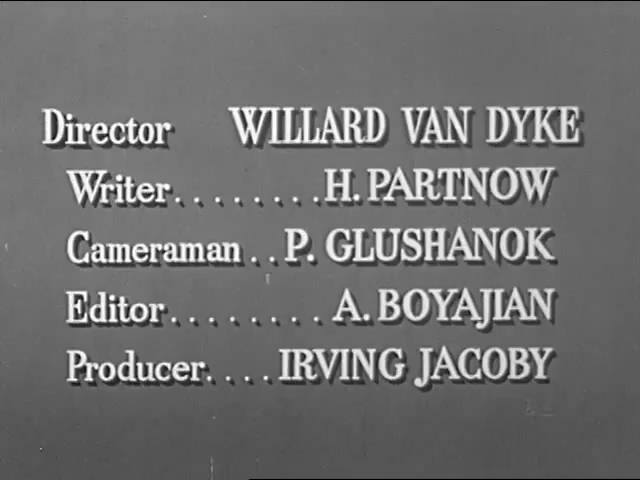 Director WILLARD VAN DYKE
Writer........H. PARTNOW
Cameraman ..P. GLUSHANOK
Editor........ A. BOYAJIAN
Producer.... IRVING JACOBY